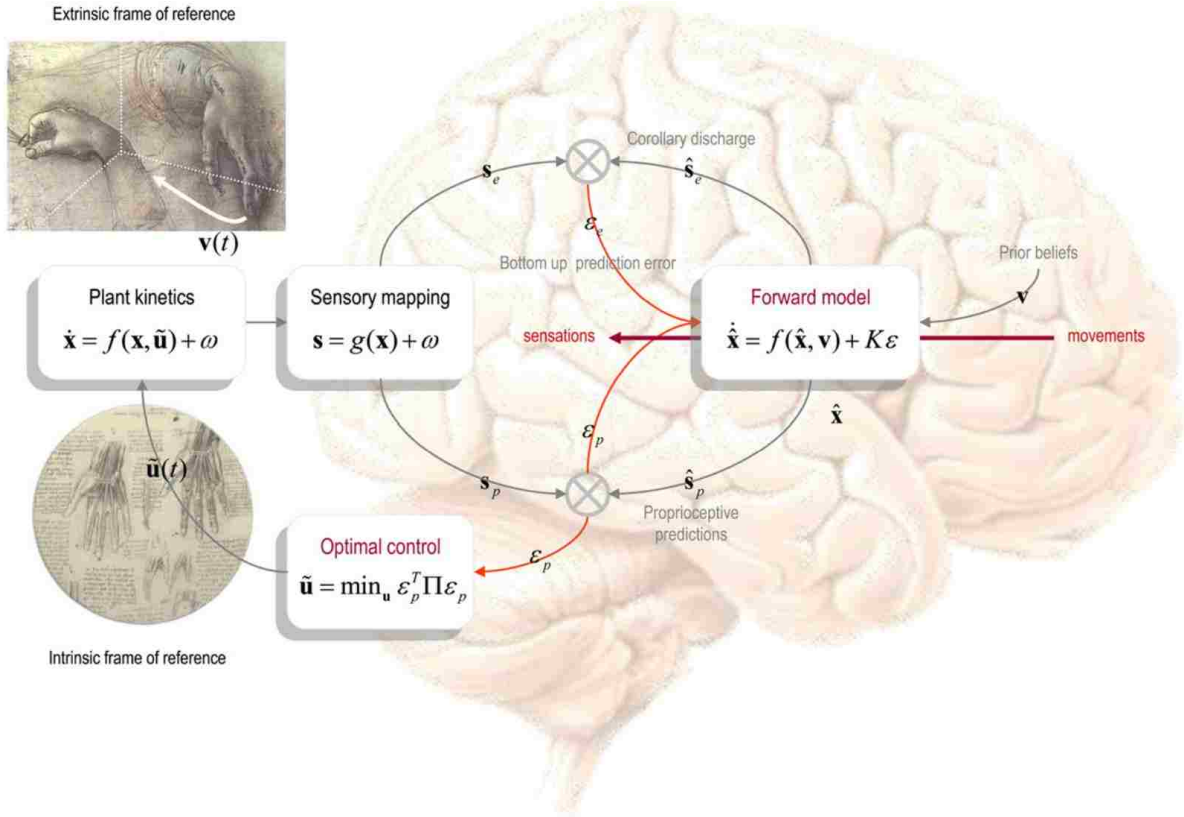 Extrinsic frame of reference
v(t)
Corollary discharge
s_e
ŝ_e
ε_e
Bottom up prediction error
Prior beliefs
v
Plant kinetics
ẋ = f(x, ũ) + ω
Sensory mapping
s = g(x) + ω
Forward model
x̂̇ = f(x̂, v) + Kε
sensations
movements
x̂
ε_p
ũ(t)
s_p
ŝ_p
Proprioceptive
predictions
Optimal control
ũ = min_u ε_p^T Π ε_p
ε_p
Intrinsic frame of reference